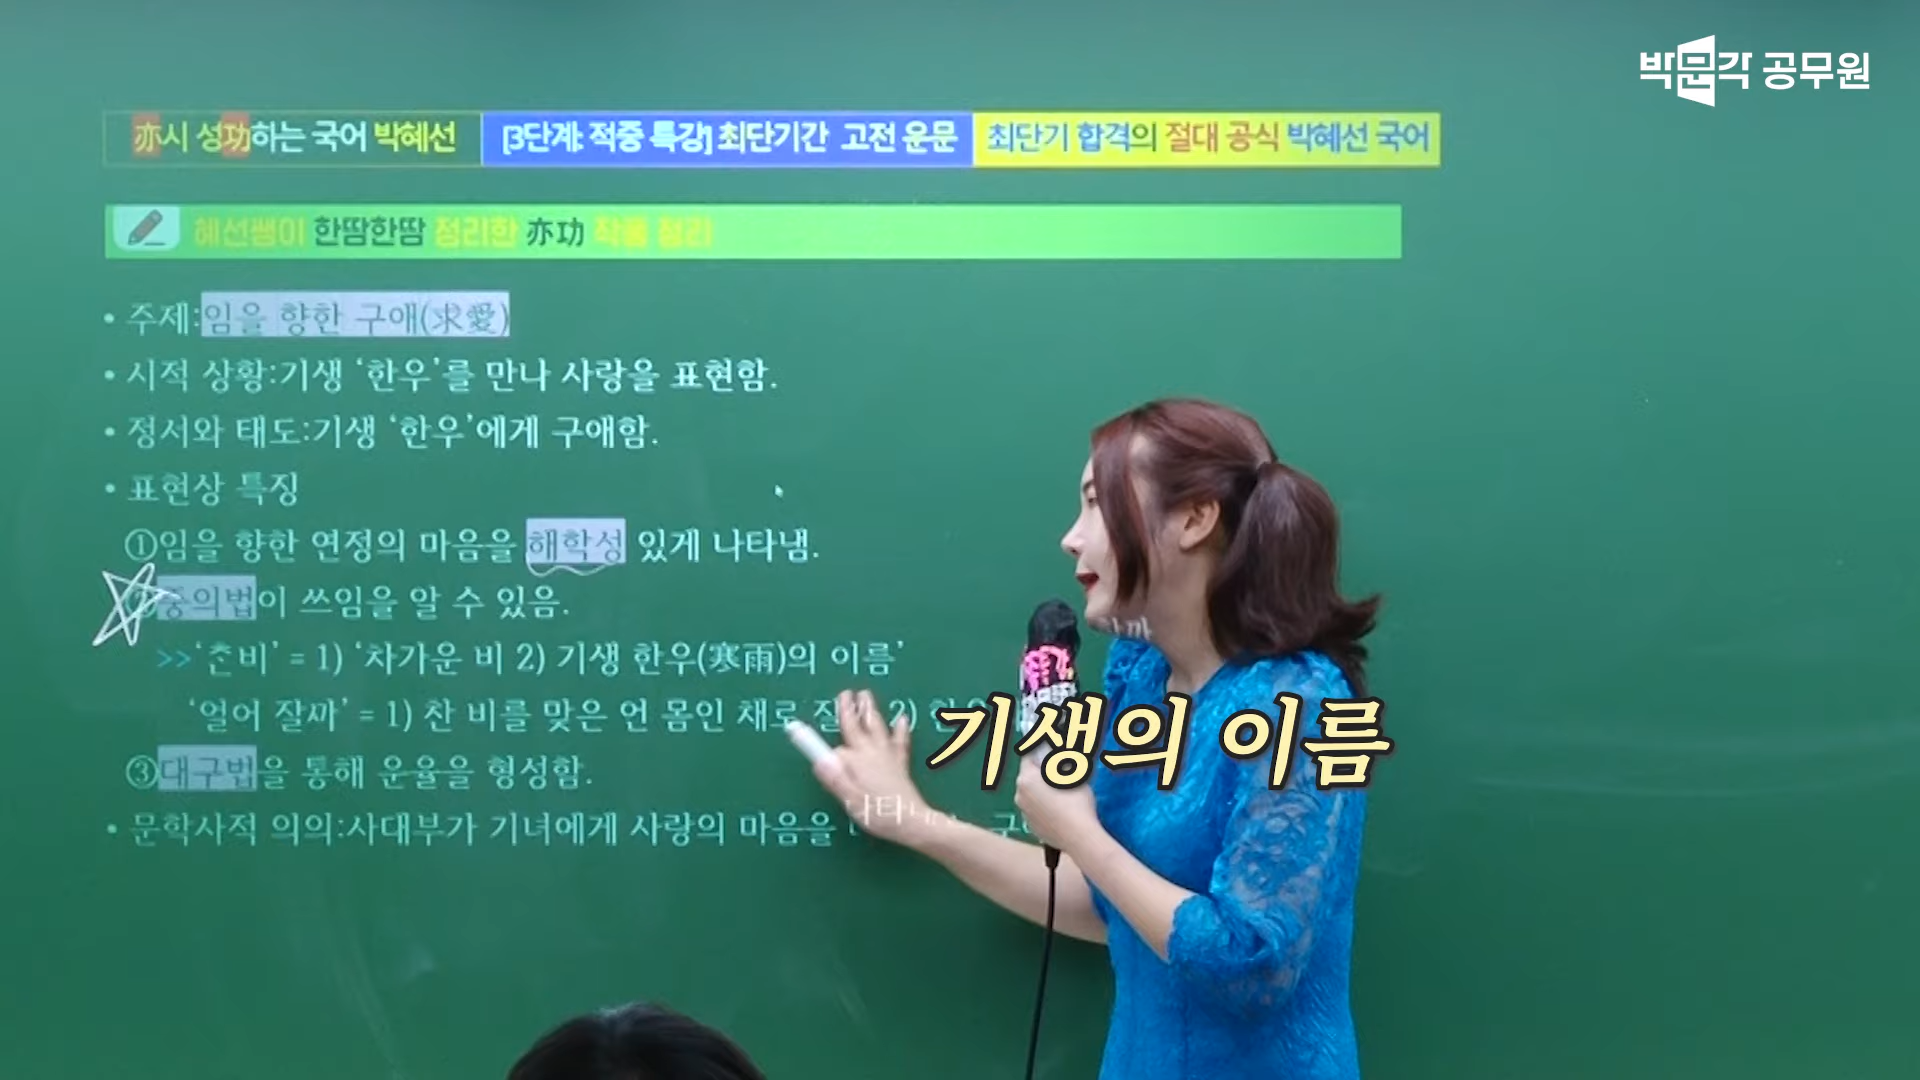 박문각 공무원
亦시 성功하는 국어 박혜선 [3단계: 적중 특강] 최단기간 고전 운문 최단기 합격의 절대 공식 박혜선 국어
혜선쌤이 한땀한땀 정리한 亦功 작품 정리
• 주제:임을 향한 구애(求愛)
• 시적 상황:기생 ‘한우’를 만나 사랑을 표현함.
• 정서와 태도:기생 ‘한우’에게 구애함.
• 표현상 특징
①임을 향한 연정의 마음을 해학성 있게 나타냄.
②중의법이 쓰임을 알 수 있음.
>>‘춘비’ = 1) ‘차가운 비 2) 기생 한우(寒雨)의 이름’
‘얼어 잘까’ = 1) 찬 비를 맞은 언 몸인 채로 2)
기생의 이름
③대구법을 통해 운율을 형성함.
• 문학사적 의의:사대부가 기녀에게 사랑의 마음을